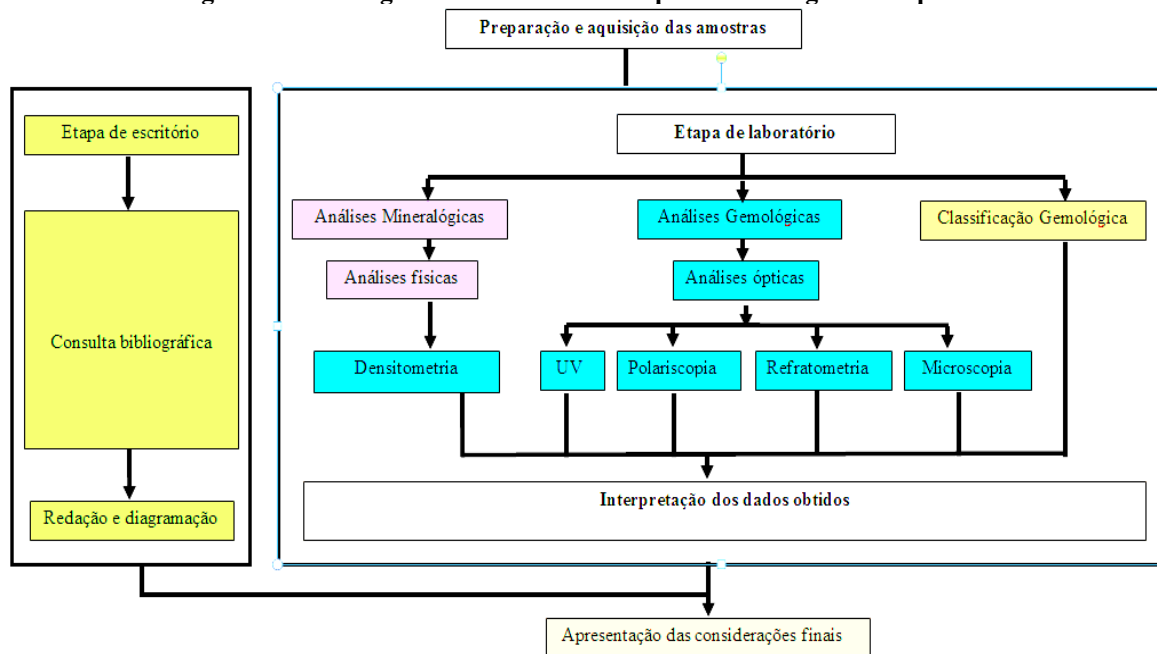 Preparação e aquisição das amostras
Etapa de escritório
Consulta bibliográfica
Redação e diagramação
Etapa de laboratório
Análises Mineralógicas
Análises Gemológicas
Classificação Gemológica
Análises físicas
Análises ópticas
Densitometria
UV
Polariscopia
Refratometria
Microscopia
Interpretação dos dados obtidos
Apresentação das considerações finais